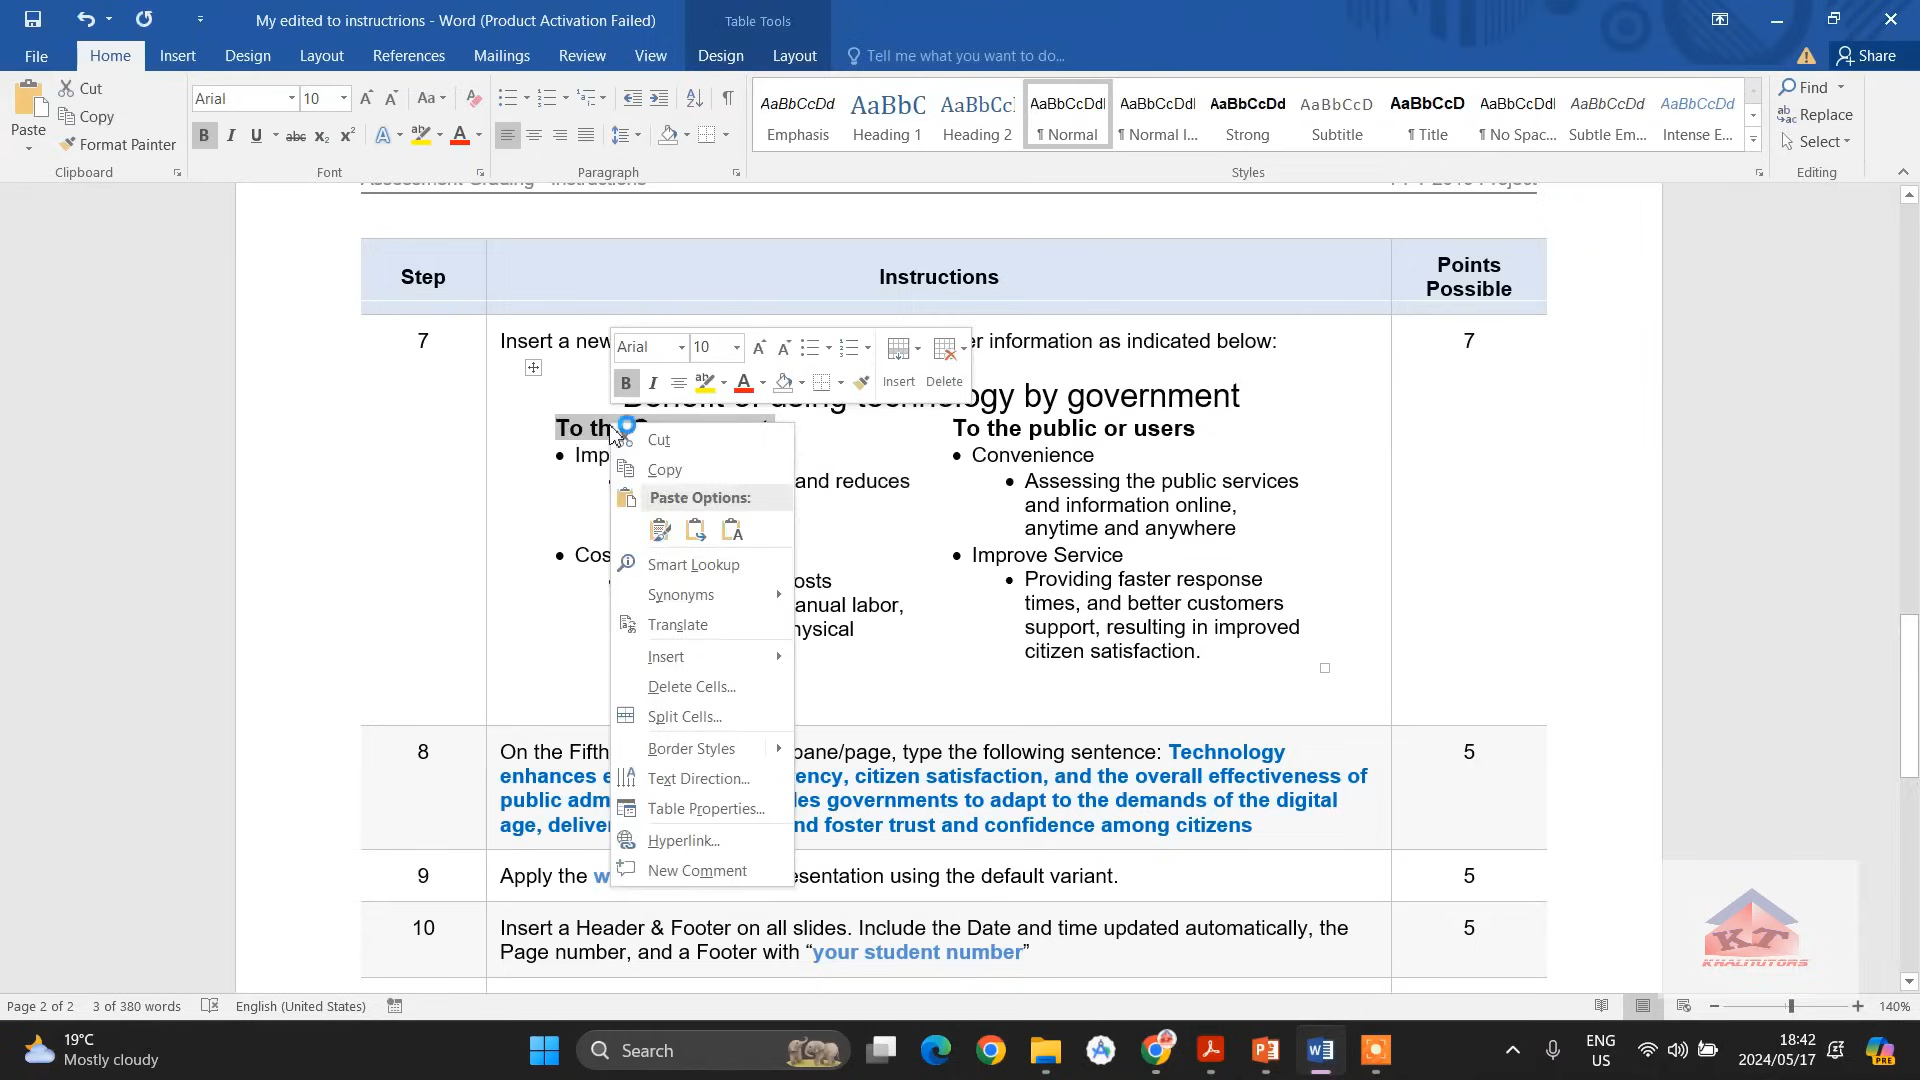 My edited to instructrions - Word (Product Activation Failed)
Table Tools
File Home Insert Design Layout References Mailings Review View Design Layout Tell me what you want to do... Share
Paste
Cut
Copy
Format Painter
Clipboard
Arial 10
Font
Paragraph
AaBbCcDd AaBbC AaBbCc AaBbCcDd AaBbCcDd AaBbCcDd AaBbCcD AaBbCcD AaBbCcDd AaBbCcDd AaBbCcDd
Emphasis Heading 1 Heading 2 ¶ Normal ¶ Normal I... Strong Subtitle ¶ Title ¶ No Spac... Subtle Em... Intense E...
Styles
Find
Replace
Select
Editing
Step Instructions Points Possible
7 Insert a new er information as indicated below: 7
Arial 10
Insert Delete
Benefit of using technology by government
To the
To the public or users
Imp
Convenience
and reduces
Assessing the public services
and information online,
anytime and anywhere
Cos
Improve Service
osts
anual labor,
hysical
Providing faster response
times, and better customers
support, resulting in improved
citizen satisfaction.
Cut
Copy
Paste Options:
Smart Lookup
Synonyms
Translate
Insert
Delete Cells...
Split Cells...
Border Styles
Text Direction...
Table Properties...
Hyperlink...
New Comment
8 On the Fifth pane/page, type the following sentence: Technology 5
enhances e ency, citizen satisfaction, and the overall effectiveness of
public adm les governments to adapt to the demands of the digital
age, deliver nd foster trust and confidence among citizens
9 Apply the w esentation using the default variant. 5
10 Insert a Header & Footer on all slides. Include the Date and time updated automatically, the 5
Page number, and a Footer with “your student number”
KHALITUTORS
Page 2 of 2 3 of 380 words English (United States) 140%
19°C
Mostly cloudy
Search
ENG
US
18:42
2024/05/17
PRE